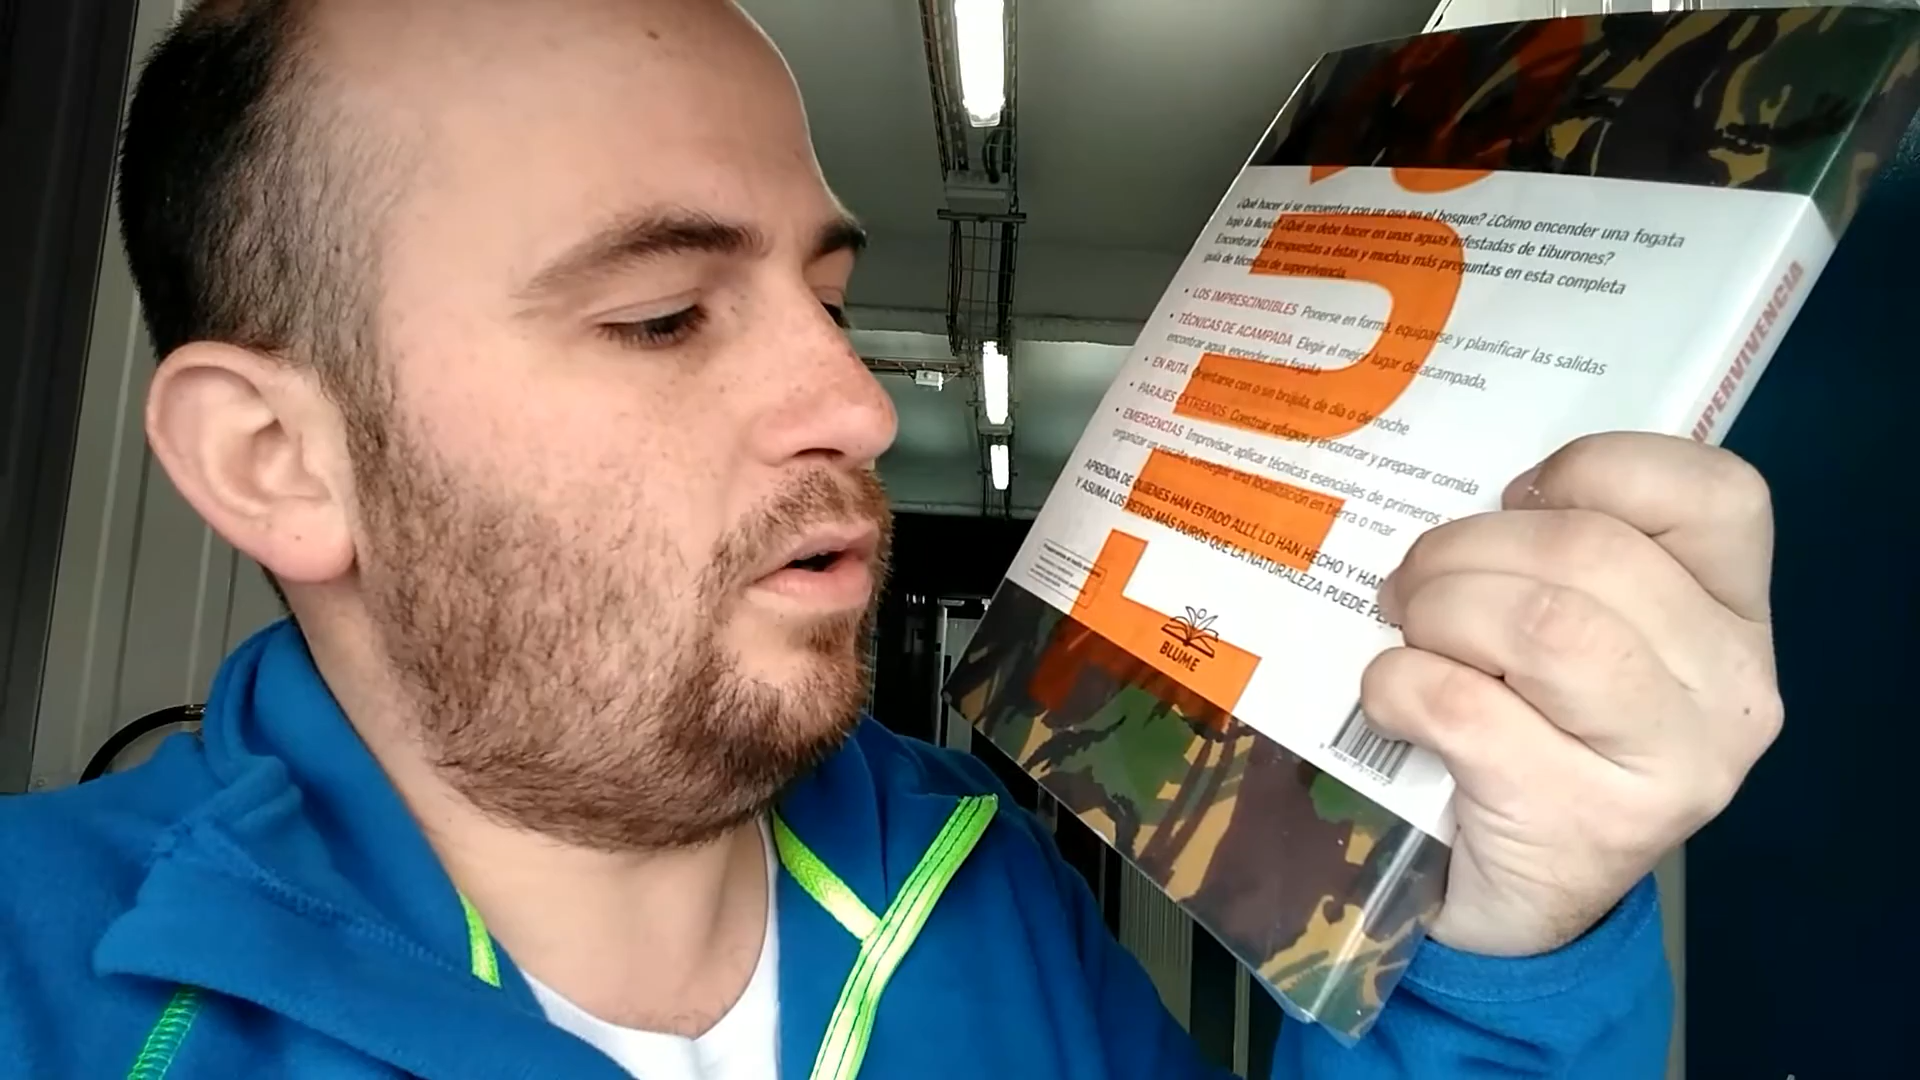 ¿Qué hacer si se encuentra con un oso en el bosque? ¿Cómo encender una fogata
bajo la lluvia? ¿Qué se debe hacer en unas aguas infestadas de tiburones?
Encontrará las respuestas a éstas y muchas más preguntas en esta completa
guía de técnicas de supervivencia.
• LOS IMPRESCINDIBLES Ponerse en forma, equiparse y planificar las salidas
• TÉCNICAS DE ACAMPADA Elegir el mejor lugar de acampada,
encontrar agua, encender una fogata
• EN RUTA Orientarse con o sin brújula, de día o de noche
• PARAJES EXTREMOS Construir refugios y encontrar y preparar comida
• EMERGENCIAS Improvisar, aplicar técnicas esenciales de primeros
organizar un rescate, conseguir una localización en tierra o mar
APRENDA DE QUIENES HAN ESTADO ALLÍ, LO HAN HECHO Y HAN
Y ASUMA LOS RETOS MÁS DUROS QUE LA NATURALEZA PUEDE
BLUME
UPERVIVENCIA